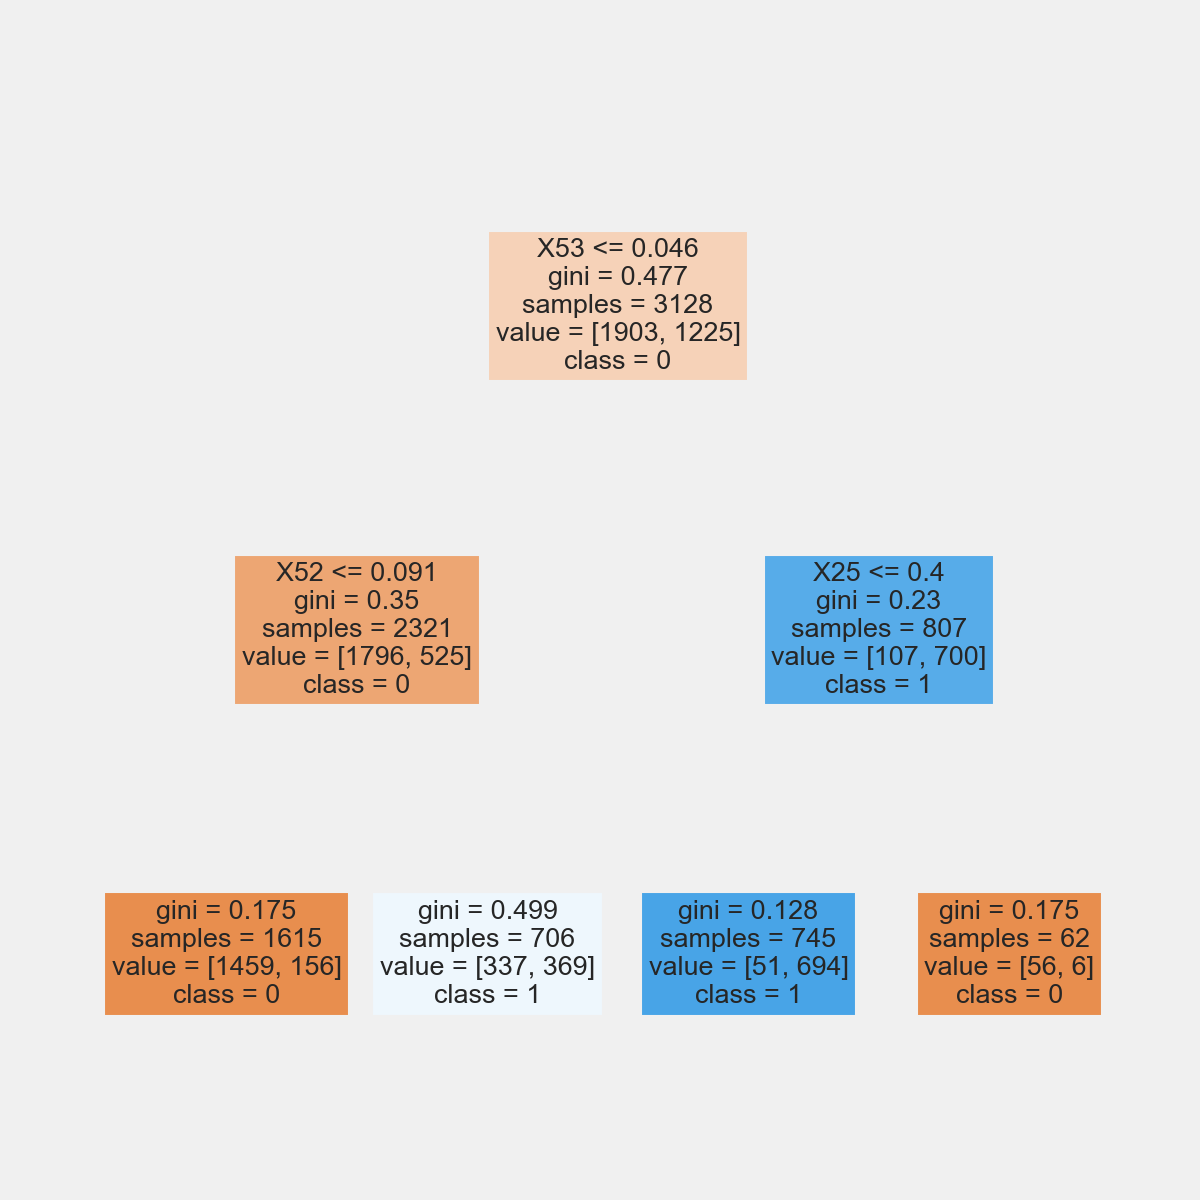 X53 <= 0.046
gini = 0.477
samples = 3128
value = [1903, 1225]
class = 0
X52 <= 0.091
gini = 0.35
samples = 2321
value = [1796, 525]
class = 0
X25 <= 0.4
gini = 0.23
samples = 807
value = [107, 700]
class = 1
gini = 0.175
samples = 1615
value = [1459, 156]
class = 0
gini = 0.499
samples = 706
value = [337, 369]
class = 1
gini = 0.128
samples = 745
value = [51, 694]
class = 1
gini = 0.175
samples = 62
value = [56, 6]
class = 0